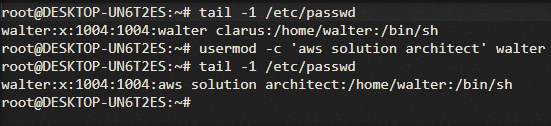 root@DESKTOP-UN6T2ES:~# tail -1 /etc/passwd
walter:x:1004:1004:walter clarus:/home/walter:/bin/sh
root@DESKTOP-UN6T2ES:~# usermod -c 'aws solution architect' walter
root@DESKTOP-UN6T2ES:~# tail -1 /etc/passwd
walter:x:1004:1004:aws solution architect:/home/walter:/bin/sh
root@DESKTOP-UN6T2ES:~#